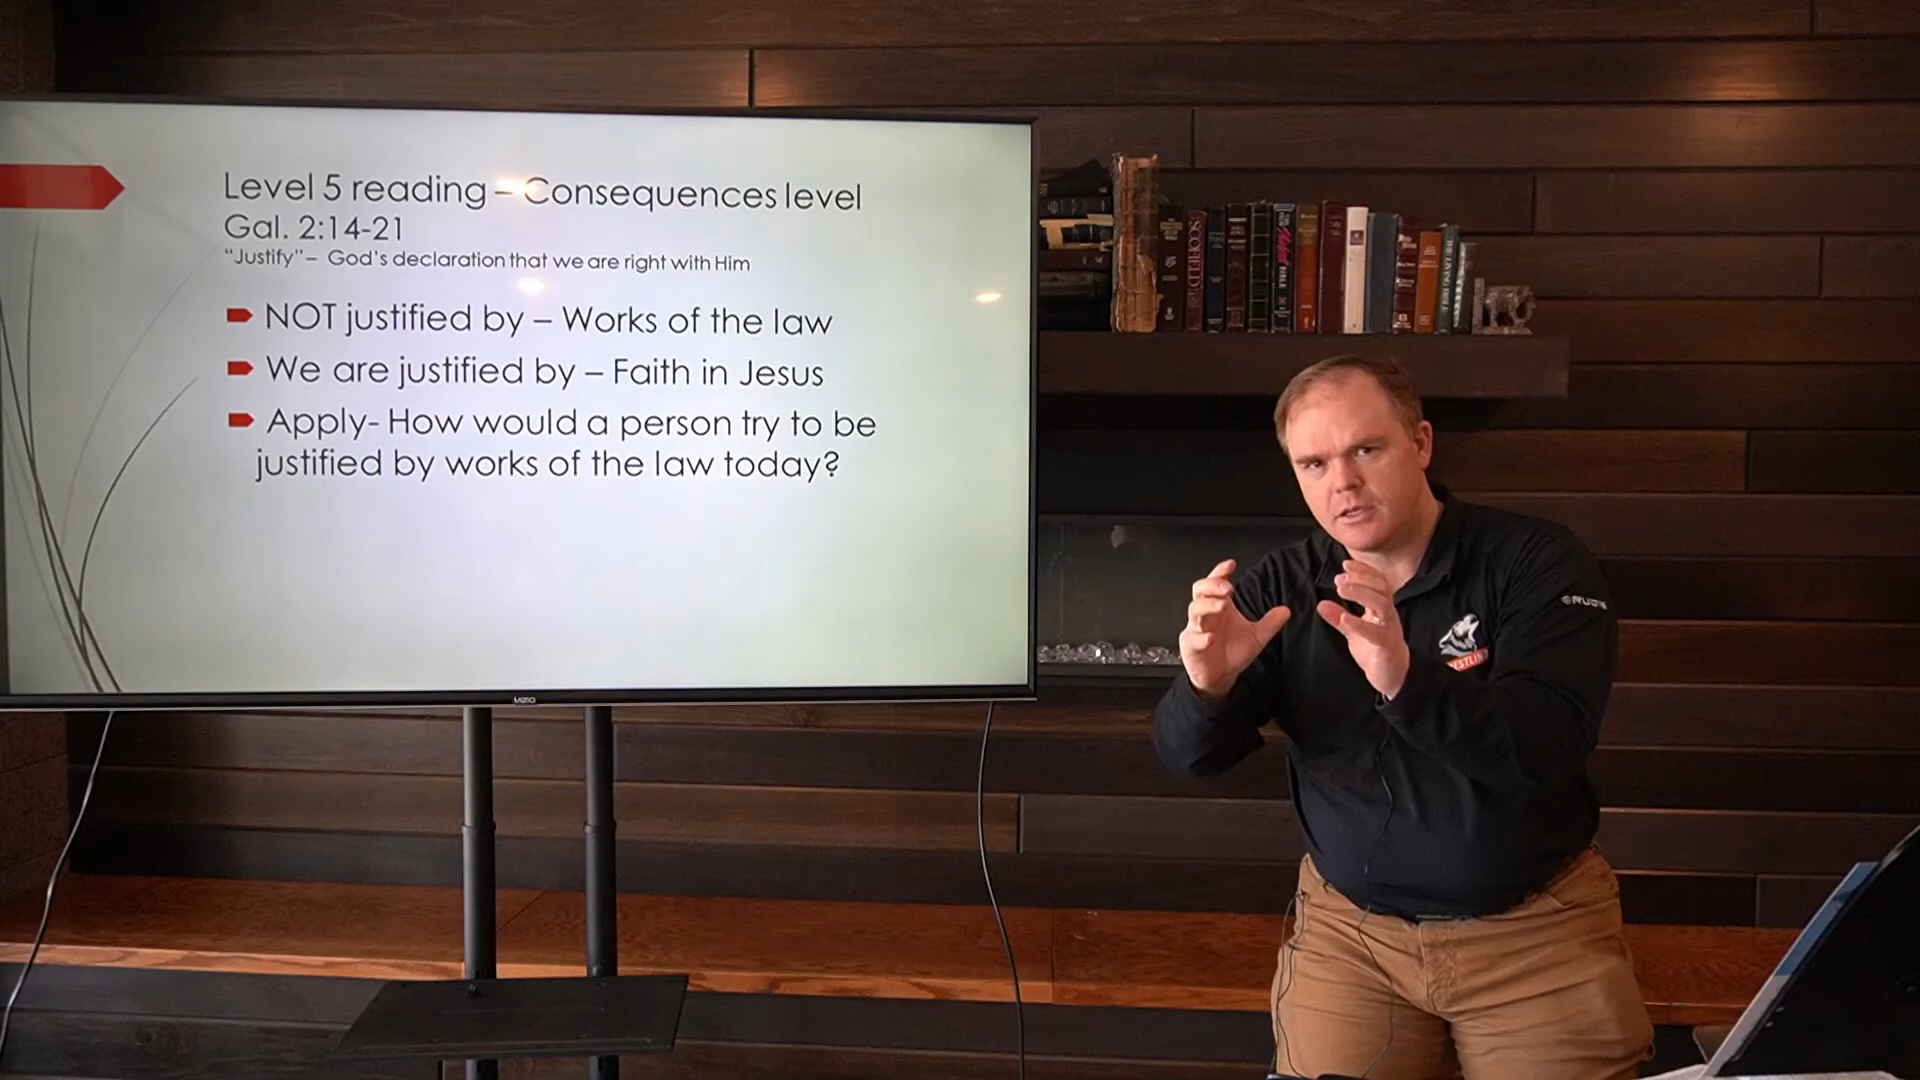 Level 5 reading – Consequences level
Gal. 2:14-21
“Justify” – God’s declaration that we are right with Him
NOT justified by – Works of the law
We are justified by – Faith in Jesus
Apply- How would a person try to be
justified by works of the law today?
VIZIO
SCOFIELD